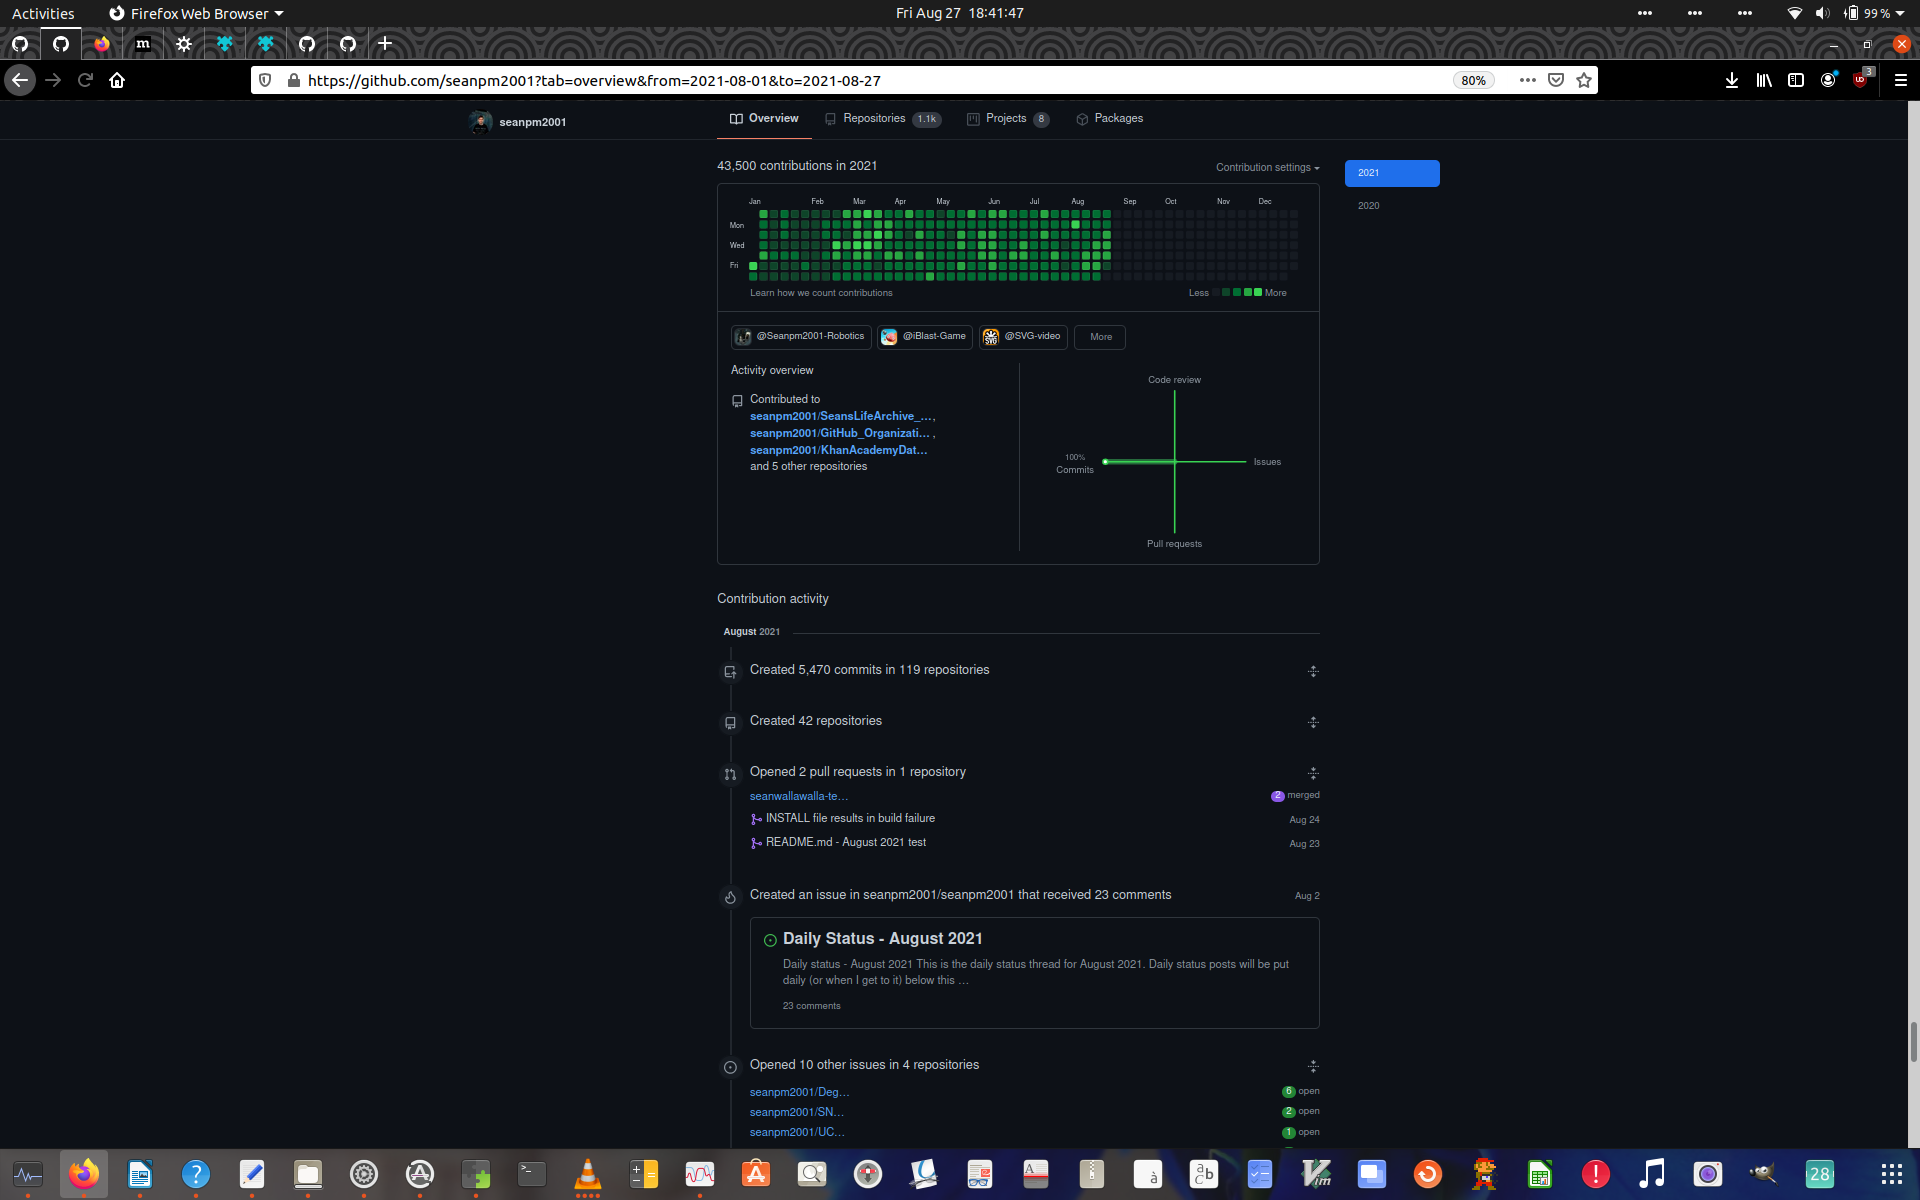 Activities
Firefox Web Browser
Fri Aug 27 18:41:47
99 %
m
https://github.com/seanpm2001?tab=overview&from=2021-08-01&to=2021-08-27
80%
3
seanpm2001
Overview
Repositories 1.1k
Projects 8
Packages
43,500 contributions in 2021
Contribution settings
2021
2020
Jan Feb Mar Apr May Jun Jul Aug Sep Oct Nov Dec
Mon
Wed
Fri
Learn how we count contributions
Less More
@Seanpm2001-Robotics
@iBlast-Game
SVG
@SVG-video
More
Activity overview
Contributed to
seanpm2001/SeansLifeArchive_…,
seanpm2001/GitHub_Organizati… ,
seanpm2001/KhanAcademyDat…
and 5 other repositories
Code review
100%
Commits
Issues
Pull requests
Contribution activity
August 2021
Created 5,470 commits in 119 repositories
Created 42 repositories
Opened 2 pull requests in 1 repository
seanwallawalla-te…
2 merged
INSTALL file results in build failure
Aug 24
README.md - August 2021 test
Aug 23
Created an issue in seanpm2001/seanpm2001 that received 23 comments
Aug 2
Daily Status - August 2021
Daily status - August 2021 This is the daily status thread for August 2021. Daily status posts will be put
daily (or when I get to it) below this …
23 comments
Opened 10 other issues in 4 repositories
seanpm2001/Deg…
6 open
seanpm2001/SN…
2 open
seanpm2001/UC…
1 open
28